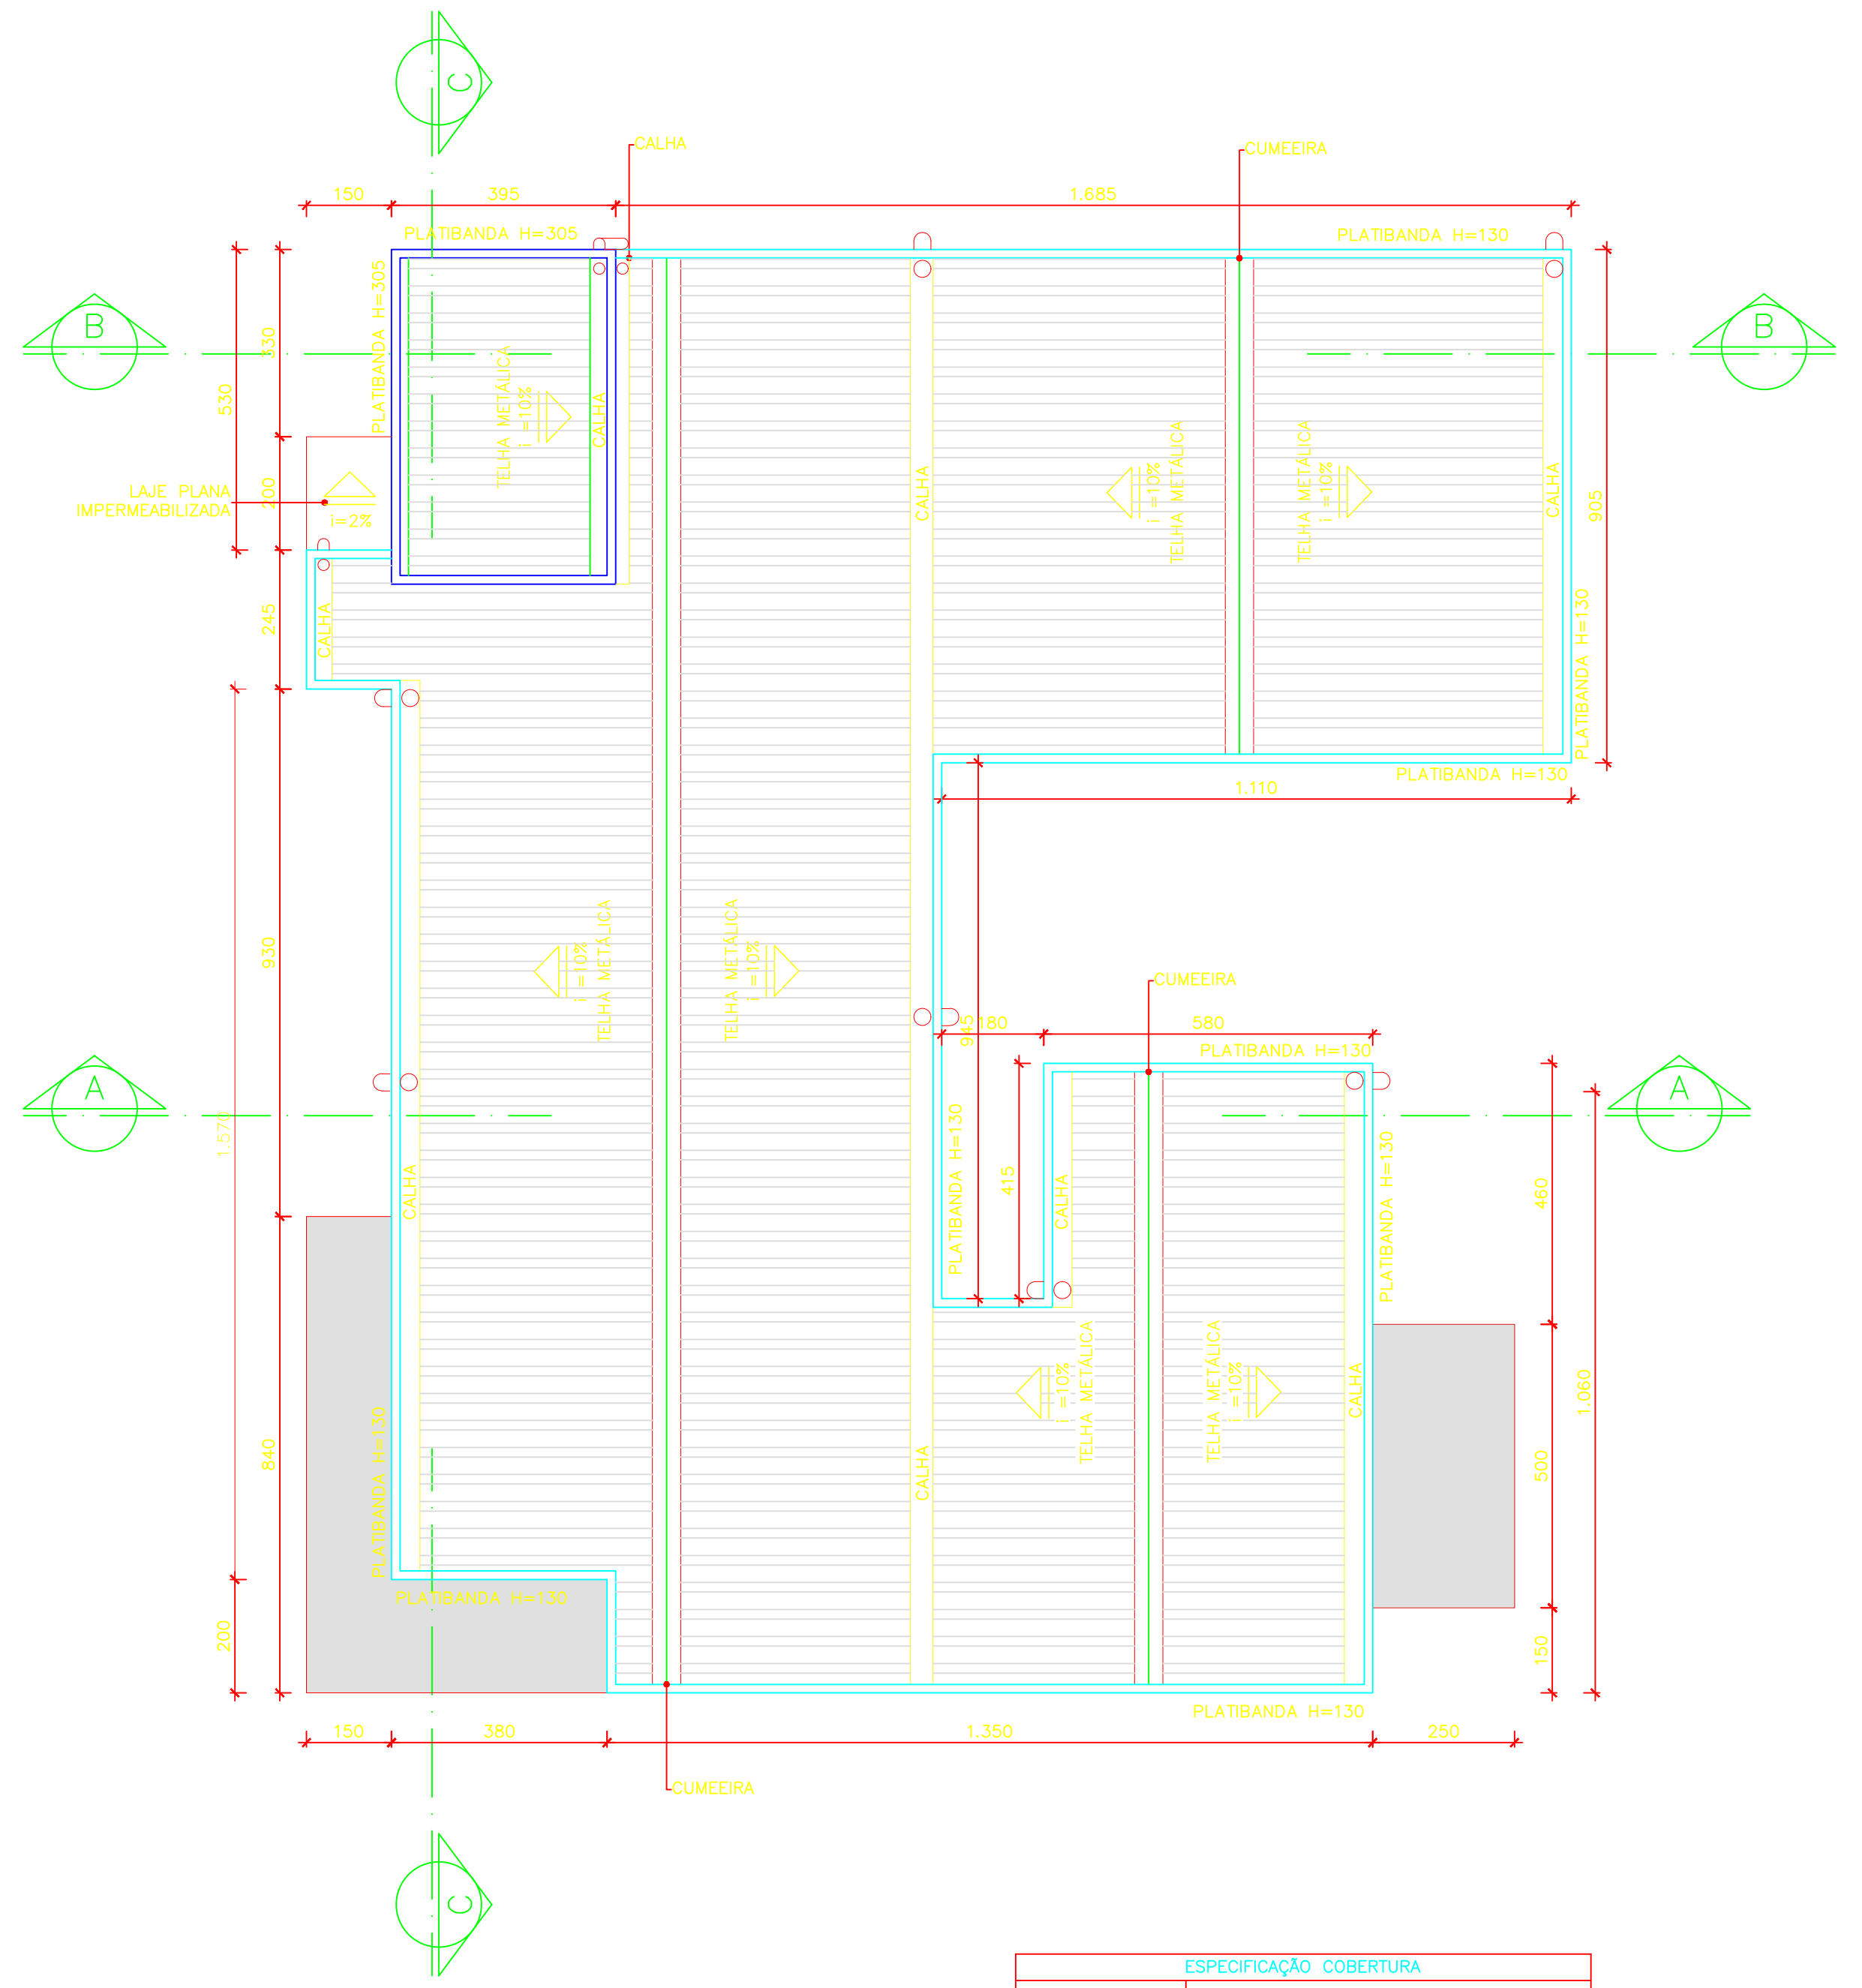 C
CALHA
CUMEEIRA
150
395
1.685
PLATIBANDA H=305
PLATIBANDA H=130
B
B
530
530
PLATIBANDA H=305
TELHA METÁLICA
i =10%
CALHA
CALHA
i =10%
TELHA METÁLICA
TELHA METÁLICA
i =10%
CALHA
905
LAJE PLANA
IMPERMEABILIZADA
i=2%
200
245
CALHA
PLATIBANDA H=130
PLATIBANDA H=130
1.110
930
i =10%
TELHA METÁLICA
TELHA METÁLICA
i =10%
CUMEEIRA
945
180
580
PLATIBANDA H=130
A
A
1.570
CALHA
PLATIBANDA H=130
415
CALHA
PLATIBANDA H=130
460
840
PLATIBANDA H=130
CALHA
i =10%
TELHA METÁLICA
TELHA METÁLICA
i =10%
CALHA
500
1.060
PLATIBANDA H=130
200
150
PLATIBANDA H=130
150
380
1.350
250
CUMEEIRA
C
ESPECIFICAÇÃO COBERTURA